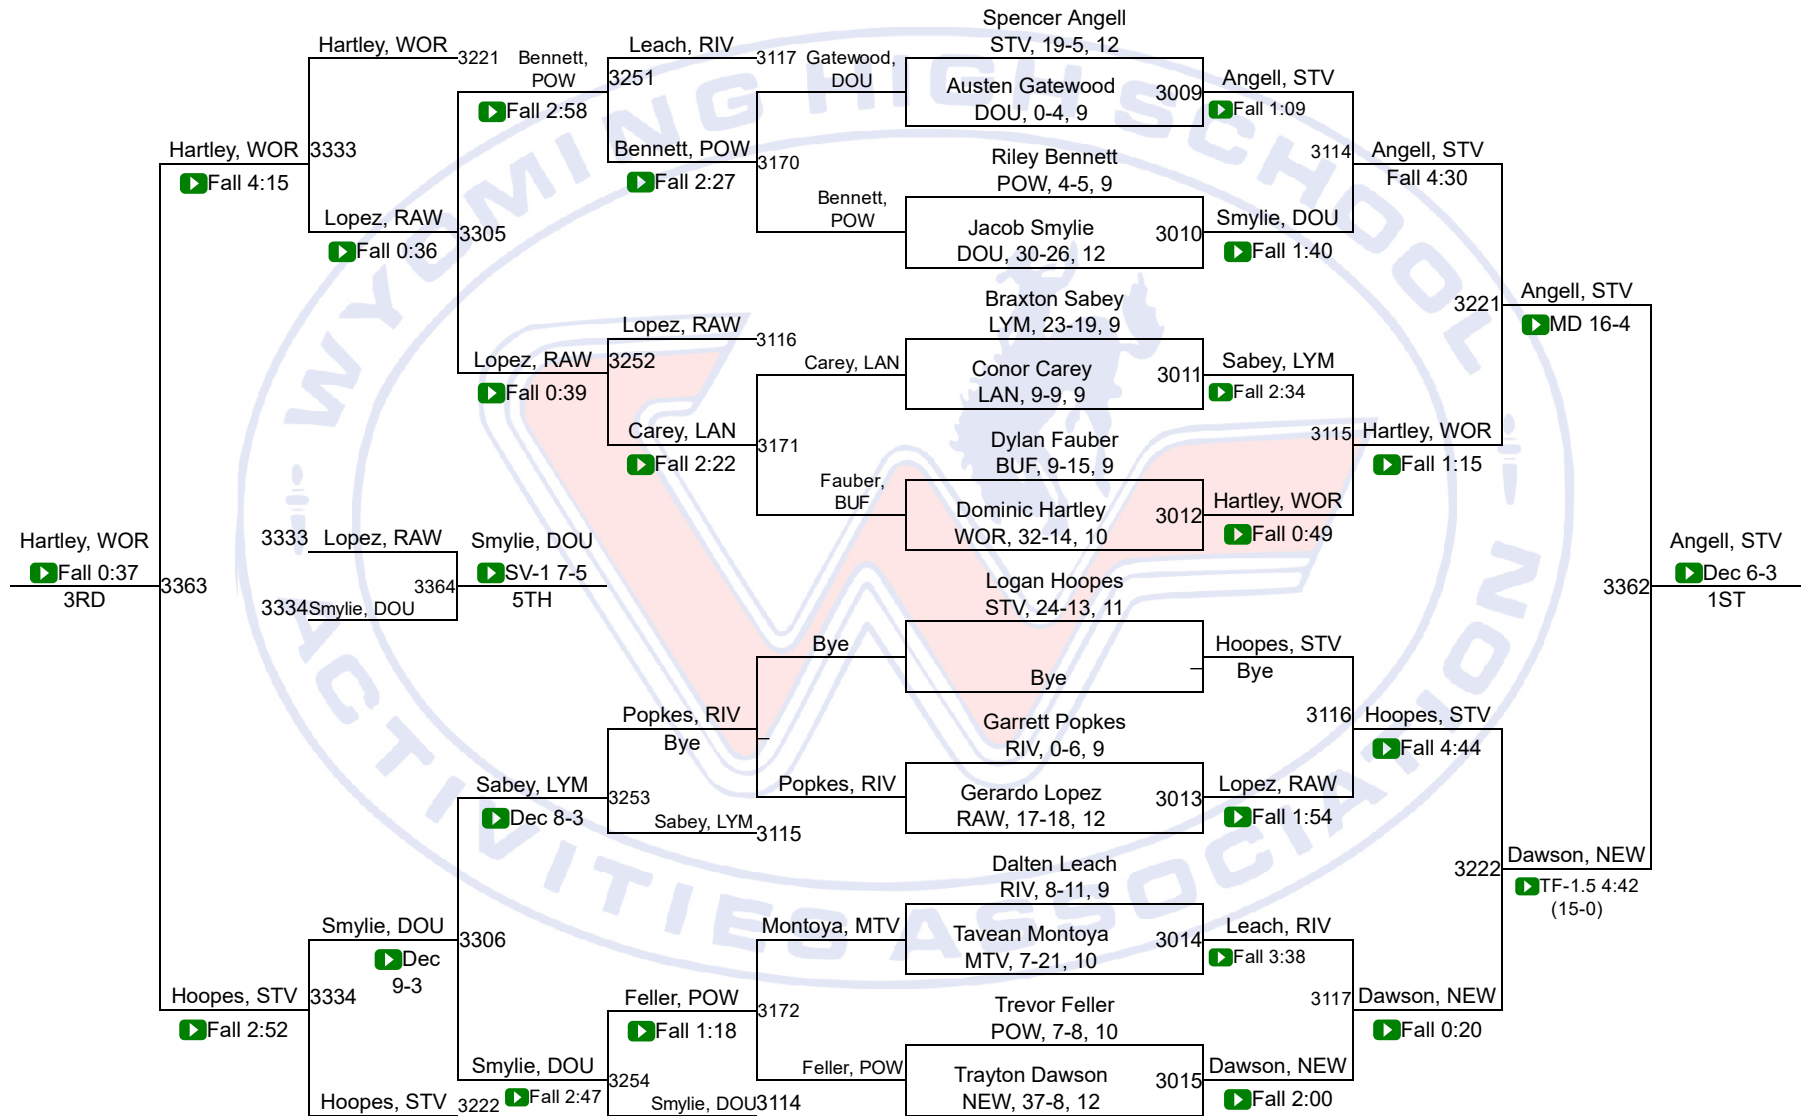 WYOMING HIGH SCHOOL
ACTIVITIES ASSOCIATION
Hartley, WOR
3221
Bennett,
POW
Leach, RIV
3117
Gatewood,
DOU
Spencer Angell
STV, 19-5, 12
Austen Gatewood
DOU, 0-4, 9
3009
Angell, STV
Fall 1:09
3251
Fall 2:58
Hartley, WOR
3333
Fall 4:15
Bennett, POW
3170
Fall 2:27
Riley Bennett
POW, 4-5, 9
3114
Angell, STV
Fall 4:30
Lopez, RAW
3305
Fall 0:36
Bennett,
POW
Jacob Smylie
DOU, 30-26, 12
3010
Smylie, DOU
Fall 1:40
Braxton Sabey
LYM, 23-19, 9
3221
Angell, STV
MD 16-4
Lopez, RAW
3116
Lopez, RAW
3252
Fall 0:39
Carey, LAN
Conor Carey
LAN, 9-9, 9
3011
Sabey, LYM
Fall 2:34
Carey, LAN
3171
Fall 2:22
Dylan Fauber
BUF, 9-15, 9
3115
Hartley, WOR
Fall 1:15
Fauber,
BUF
Dominic Hartley
WOR, 32-14, 10
3012
Hartley, WOR
Fall 0:49
Hartley, WOR
Fall 0:37
3RD
3363
3333
Lopez, RAW
3334
Smylie, DOU
3364
Smylie, DOU
SV-1 7-5
5TH
Logan Hoopes
STV, 24-13, 11
3362
Angell, STV
Dec 6-3
1ST
Bye
Bye
Hoopes, STV
Bye
Popkes, RIV
Bye
Garrett Popkes
RIV, 0-6, 9
3116
Hoopes, STV
Fall 4:44
Sabey, LYM
3253
Dec 8-3
Popkes, RIV
Gerardo Lopez
RAW, 17-18, 12
3013
Lopez, RAW
Fall 1:54
Sabey, LYM
3115
Dalten Leach
RIV, 8-11, 9
3222
Dawson, NEW
TF-1.5 4:42
(15-0)
Smylie, DOU
3306
Dec
9-3
Montoya, MTV
Tavean Montoya
MTV, 7-21, 10
3014
Leach, RIV
Fall 3:38
Hoopes, STV
3334
Fall 2:52
Feller, POW
3172
Fall 1:18
Trevor Feller
POW, 7-8, 10
3117
Dawson, NEW
Fall 0:20
Smylie, DOU
3254
Fall 2:47
Feller, POW
Trayton Dawson
NEW, 37-8, 12
3015
Dawson, NEW
Fall 2:00
Hoopes, STV
3222
Smylie, DOU
3114